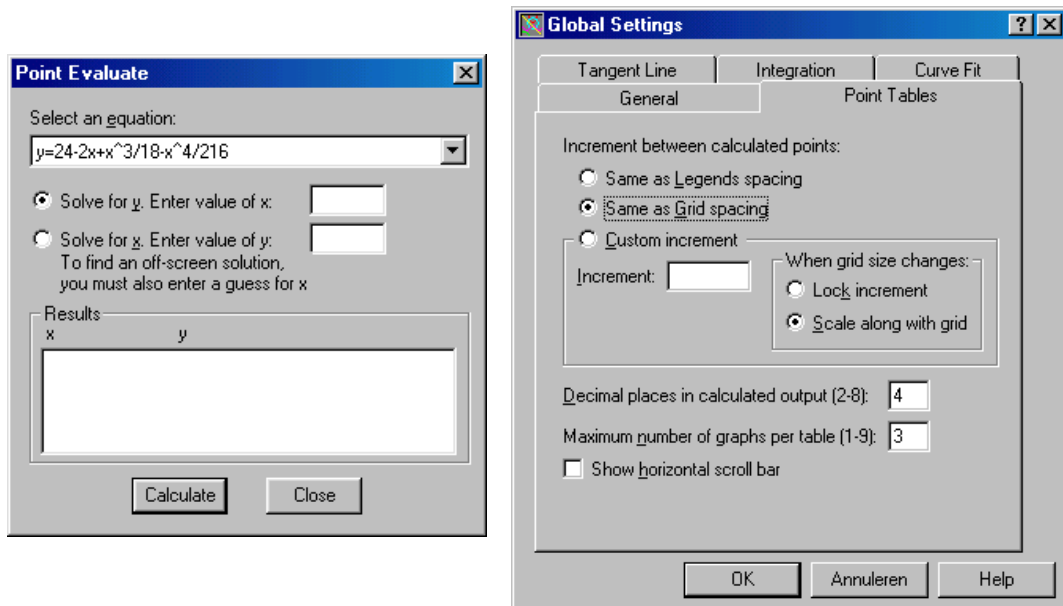 Point Evaluate
Select an equation:
y=24-2x+x^3/18-x^4/216
Solve for y. Enter value of x:
Solve for x. Enter value of y:
To find an off-screen solution,
you must also enter a guess for x
Results
x y
Calculate Close
Global Settings
Tangent Line Integration Curve Fit
General Point Tables
Increment between calculated points:
Same as Legends spacing
Same as Grid spacing
Custom increment
Increment:
When grid size changes:
Lock increment
Scale along with grid
Decimal places in calculated output (2-8): 4
Maximum number of graphs per table (1-9): 3
Show horizontal scroll bar
OK Annuleren Help